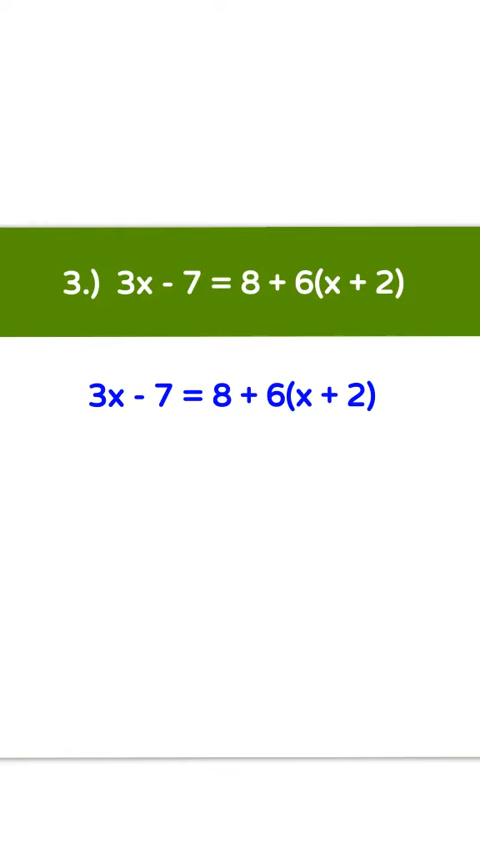 3.) 3x - 7 = 8 + 6(x + 2)
3x - 7 = 8 + 6(x + 2)